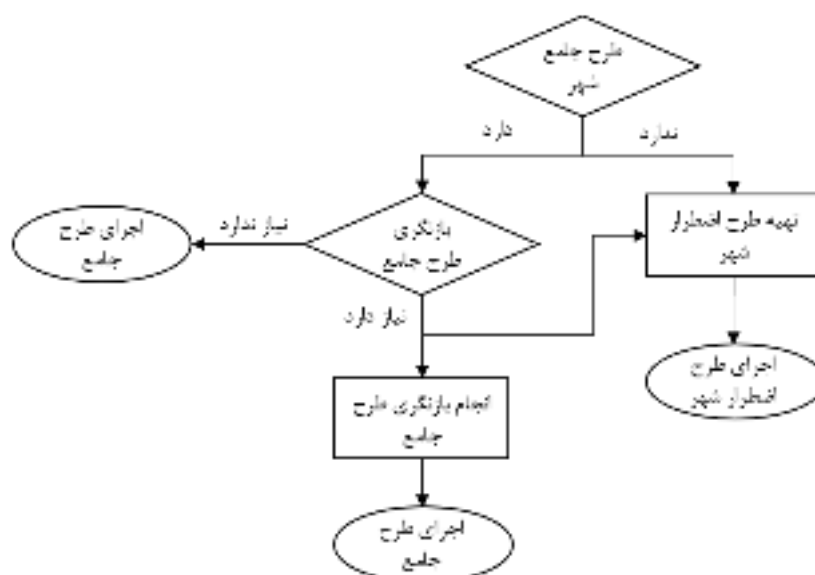 طرح جامع
شهر
دارد
ندارد
بازنگری
طرح جامع
نیاز ندارد
اجرای طرح
جامع
تهیه طرح اضطرار
شهر
نیاز دارد
اجرای طرح
اضطرار شهر
انجام بازنگری طرح
جامع
اجرای طرح
جامع